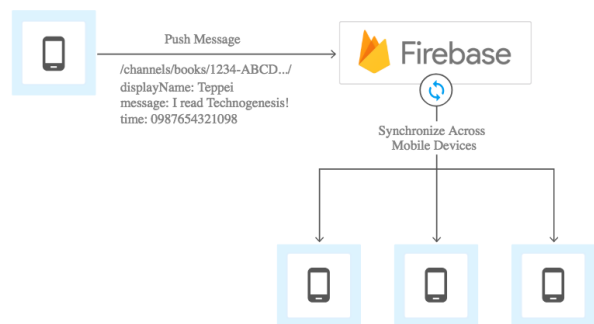 Push Message
/channels/books/1234-ABCD.../
displayName: Teppei
message: I read Technogenesis!
time: 0987654321098
Firebase
Synchronize Across
Mobile Devices